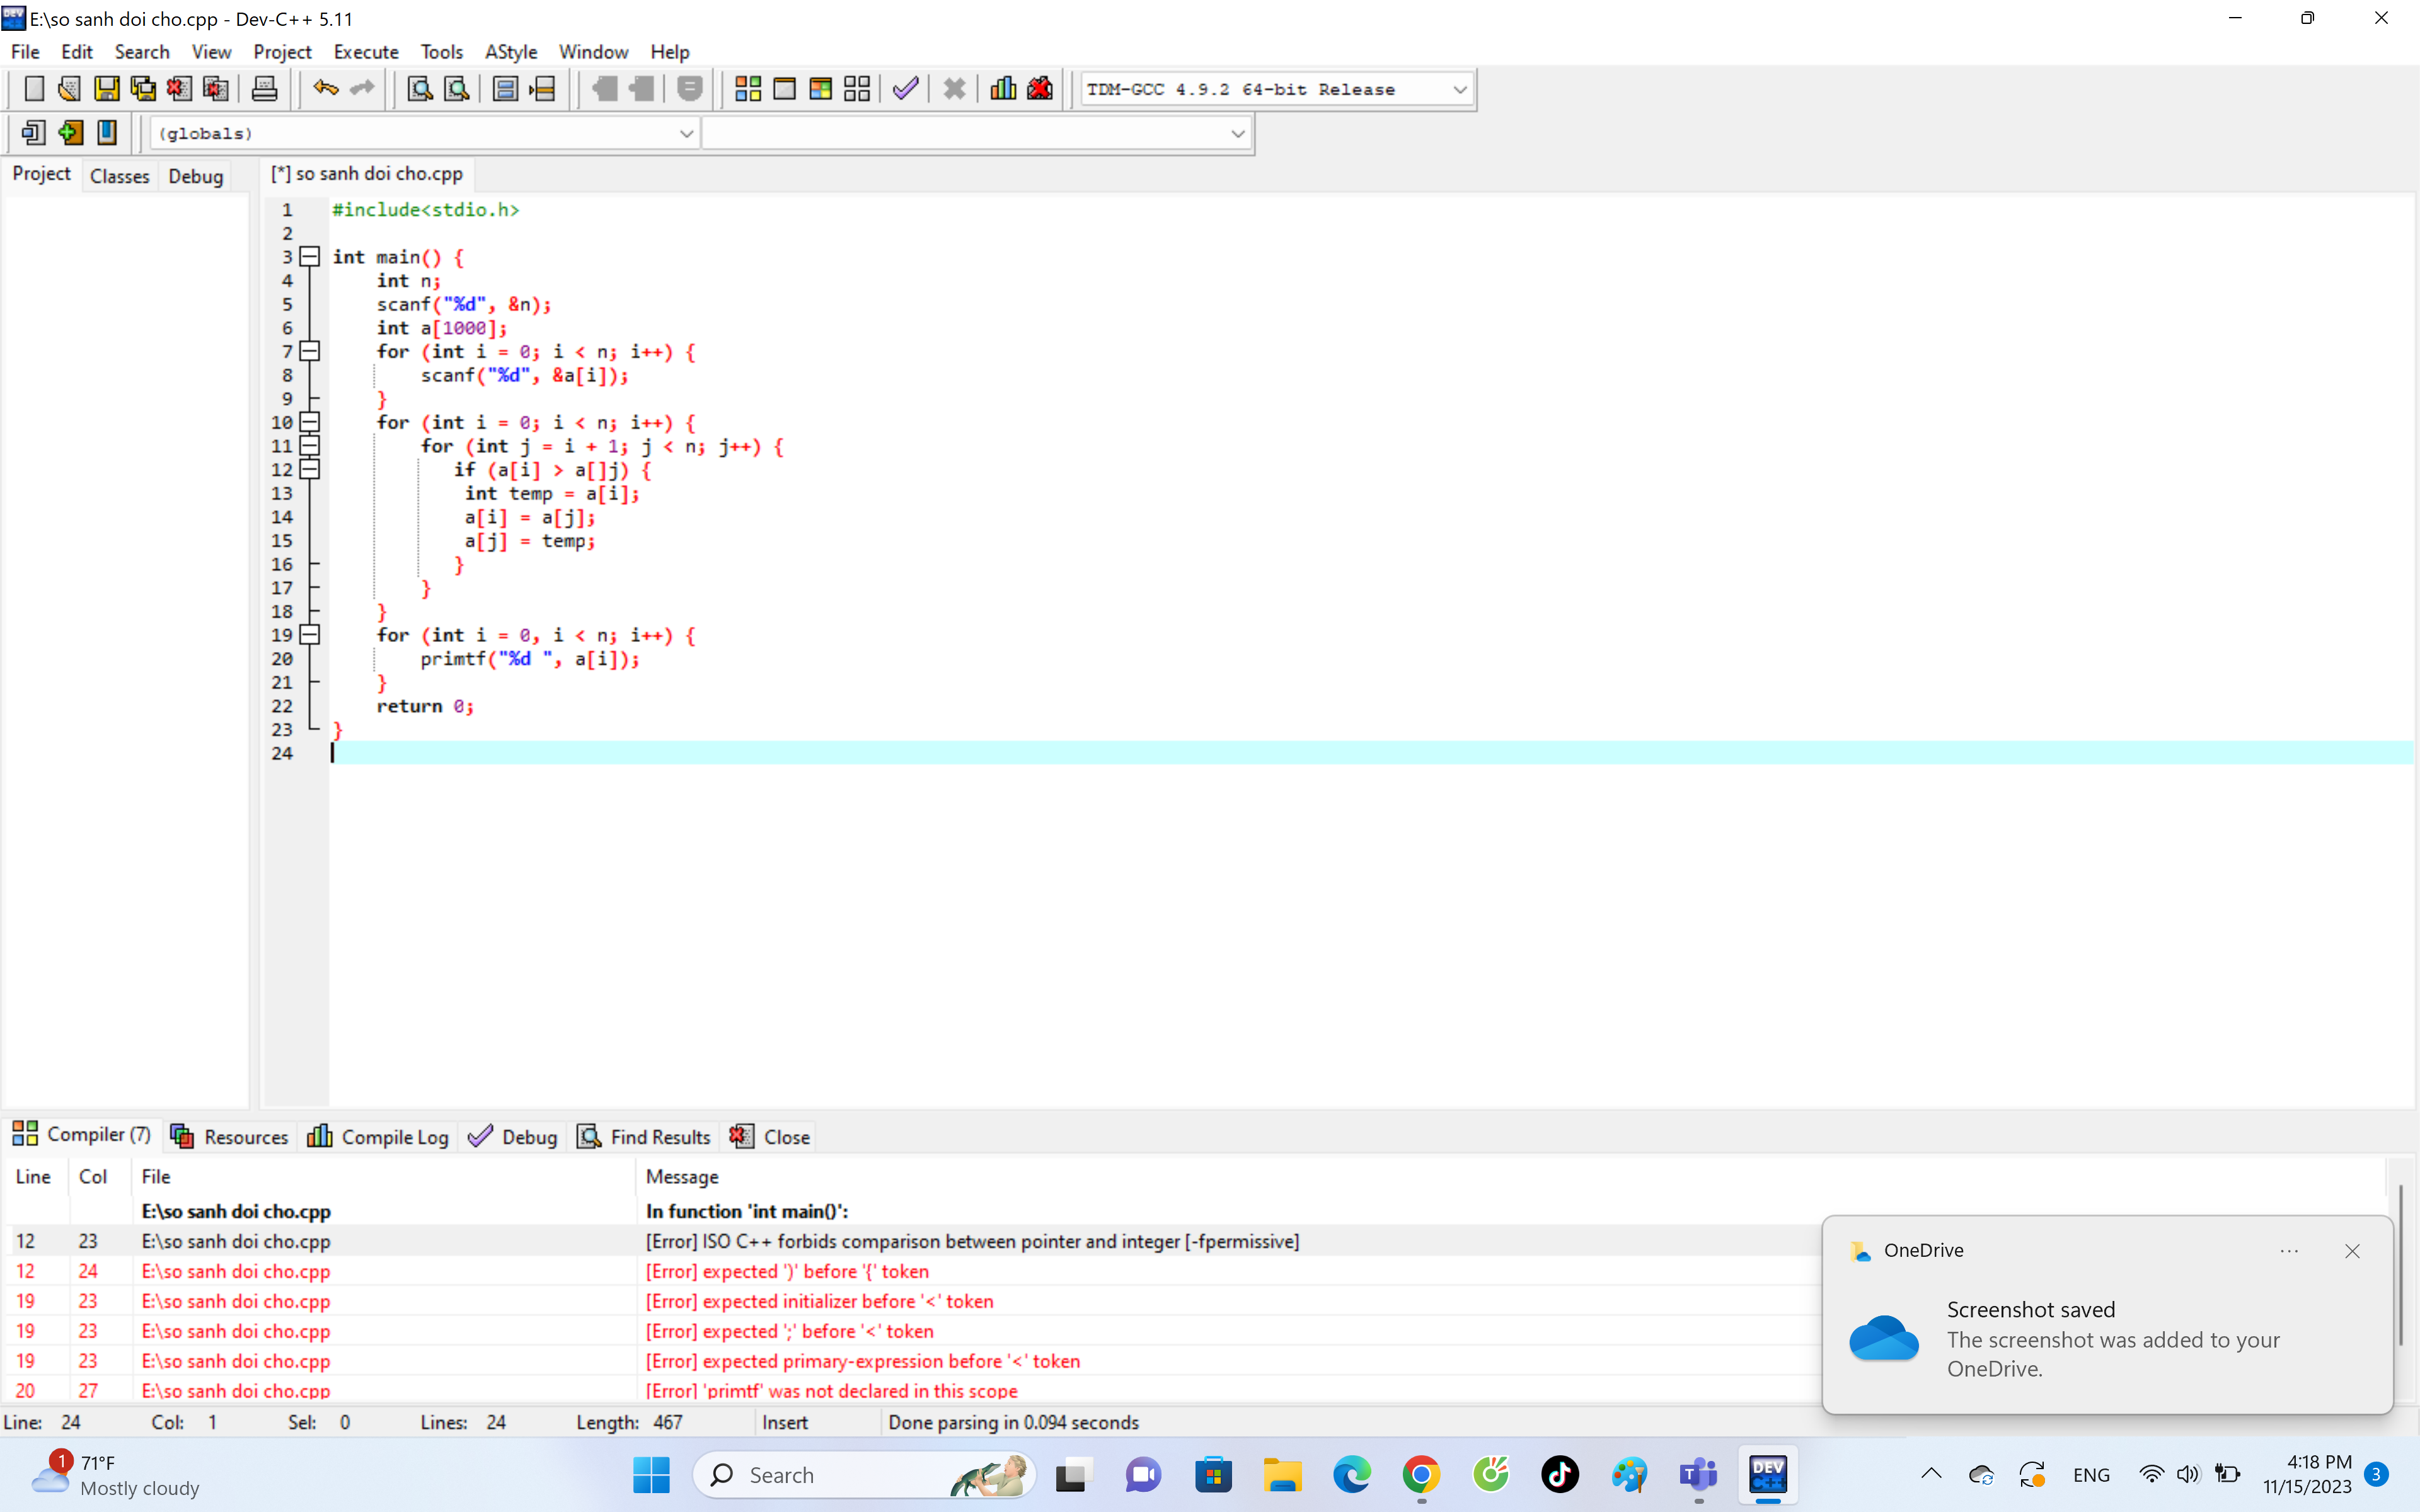 E:\so sanh doi cho.cpp - Dev-C++ 5.11
File Edit Search View Project Execute Tools AStyle Window Help
TDM-GCC 4.9.2 64-bit Release
(globals)
Project Classes Debug
[*] so sanh doi cho.cpp
1 #include<stdio.h>
2
3 int main() {
4 int n;
5 scanf("%d", &n);
6 int a[1000];
7 for (int i = 0; i < n; i++) {
8 scanf("%d", &a[i]);
9 }
10 for (int i = 0; i < n; i++) {
11 for (int j = i + 1; j < n; j++) {
12 if (a[i] > a[]j) {
13 int temp = a[i];
14 a[i] = a[j];
15 a[j] = temp;
16 }
17 }
18 }
19 for (int i = 0, i < n; i++) {
20 primtf("%d ", a[i]);
21 }
22 return 0;
23 }
24
Compiler (7) Resources Compile Log Debug Find Results Close
Line Col File Message
E:\so sanh doi cho.cpp In function 'int main()':
12 23 E:\so sanh doi cho.cpp [Error] ISO C++ forbids comparison between pointer and integer [-fpermissive]
12 24 E:\so sanh doi cho.cpp [Error] expected ')' before '{' token
19 23 E:\so sanh doi cho.cpp [Error] expected initializer before '<' token
19 23 E:\so sanh doi cho.cpp [Error] expected ';' before '<' token
19 23 E:\so sanh doi cho.cpp [Error] expected primary-expression before '<' token
20 27 E:\so sanh doi cho.cpp [Error] 'primtf' was not declared in this scope
OneDrive
Screenshot saved
The screenshot was added to your
OneDrive.
Line: 24 Col: 1 Sel: 0 Lines: 24 Length: 467 Insert Done parsing in 0.094 seconds
1
71°F
Mostly cloudy
Search
DEV C++
ENG
4:18 PM
11/15/2023
3